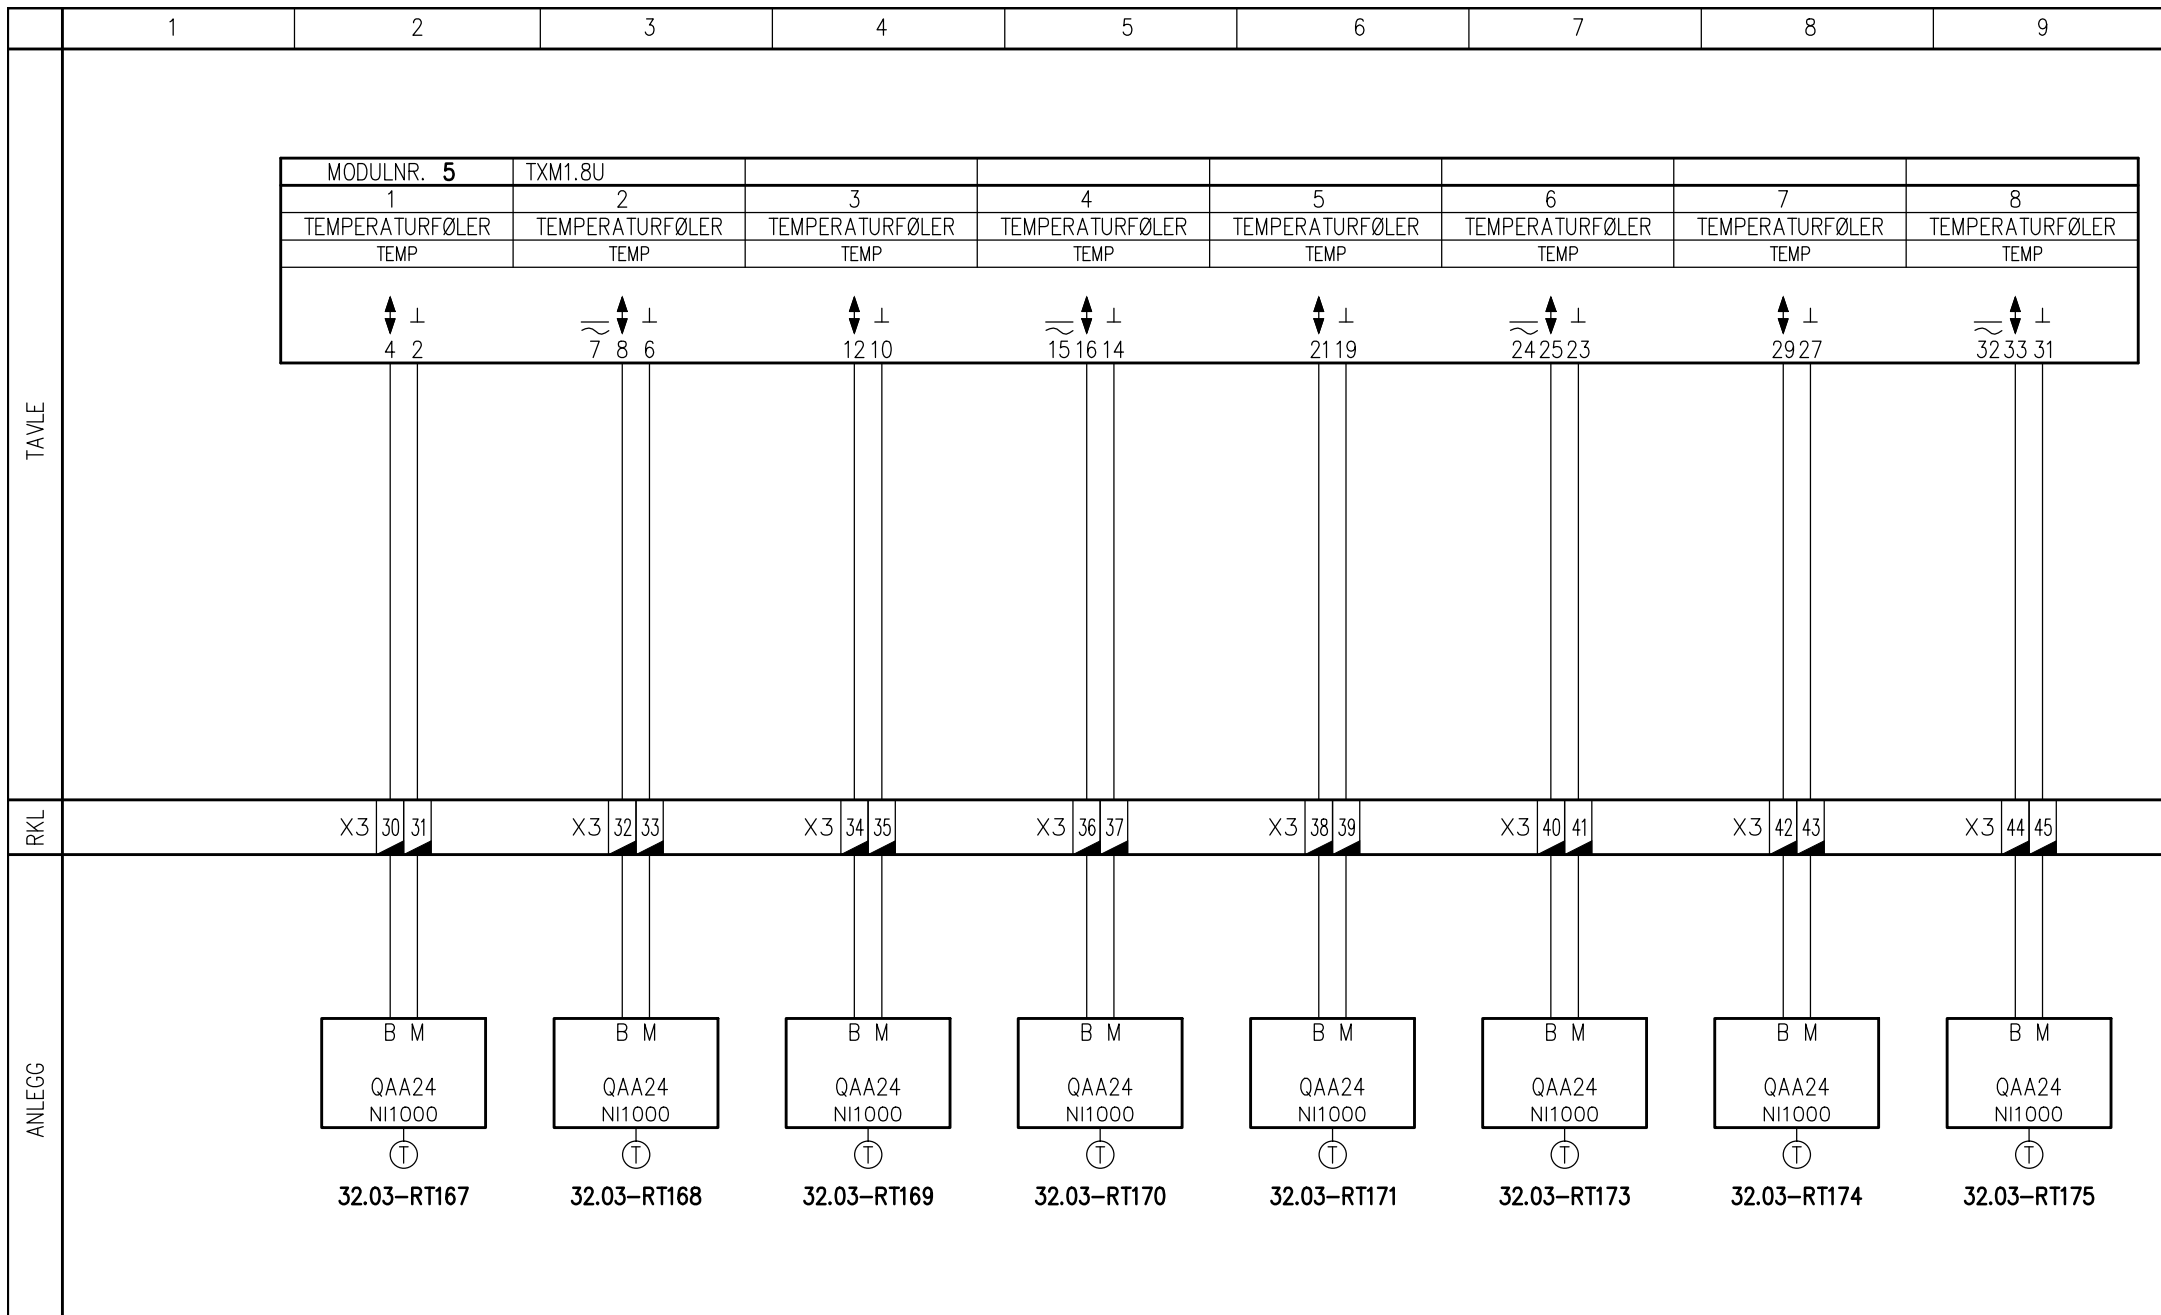 1 2 3 4 5 6 7 8 9
MODULNR. 5 TXM1.8U
1 2 3 4 5 6 7 8
TEMPERATURFØLER TEMPERATURFØLER TEMPERATURFØLER TEMPERATURFØLER TEMPERATURFØLER TEMPERATURFØLER TEMPERATURFØLER TEMPERATURFØLER
TEMP TEMP TEMP TEMP TEMP TEMP TEMP TEMP
4 2 7 8 6 12 10 15 16 14 21 19 24 25 23 29 27 32 33 31
TAVLE
RKL X3 30 31 X3 32 33 X3 34 35 X3 36 37 X3 38 39 X3 40 41 X3 42 43 X3 44 45
B M B M B M B M B M B M B M B M
QAA24 QAA24 QAA24 QAA24 QAA24 QAA24 QAA24 QAA24
ANLEGG
NI1000 NI1000 NI1000 NI1000 NI1000 NI1000 NI1000 NI1000
T T T T T T T T
32.03-RT167 32.03-RT168 32.03-RT169 32.03-RT170 32.03-RT171 32.03-RT173 32.03-RT174 32.03-RT175